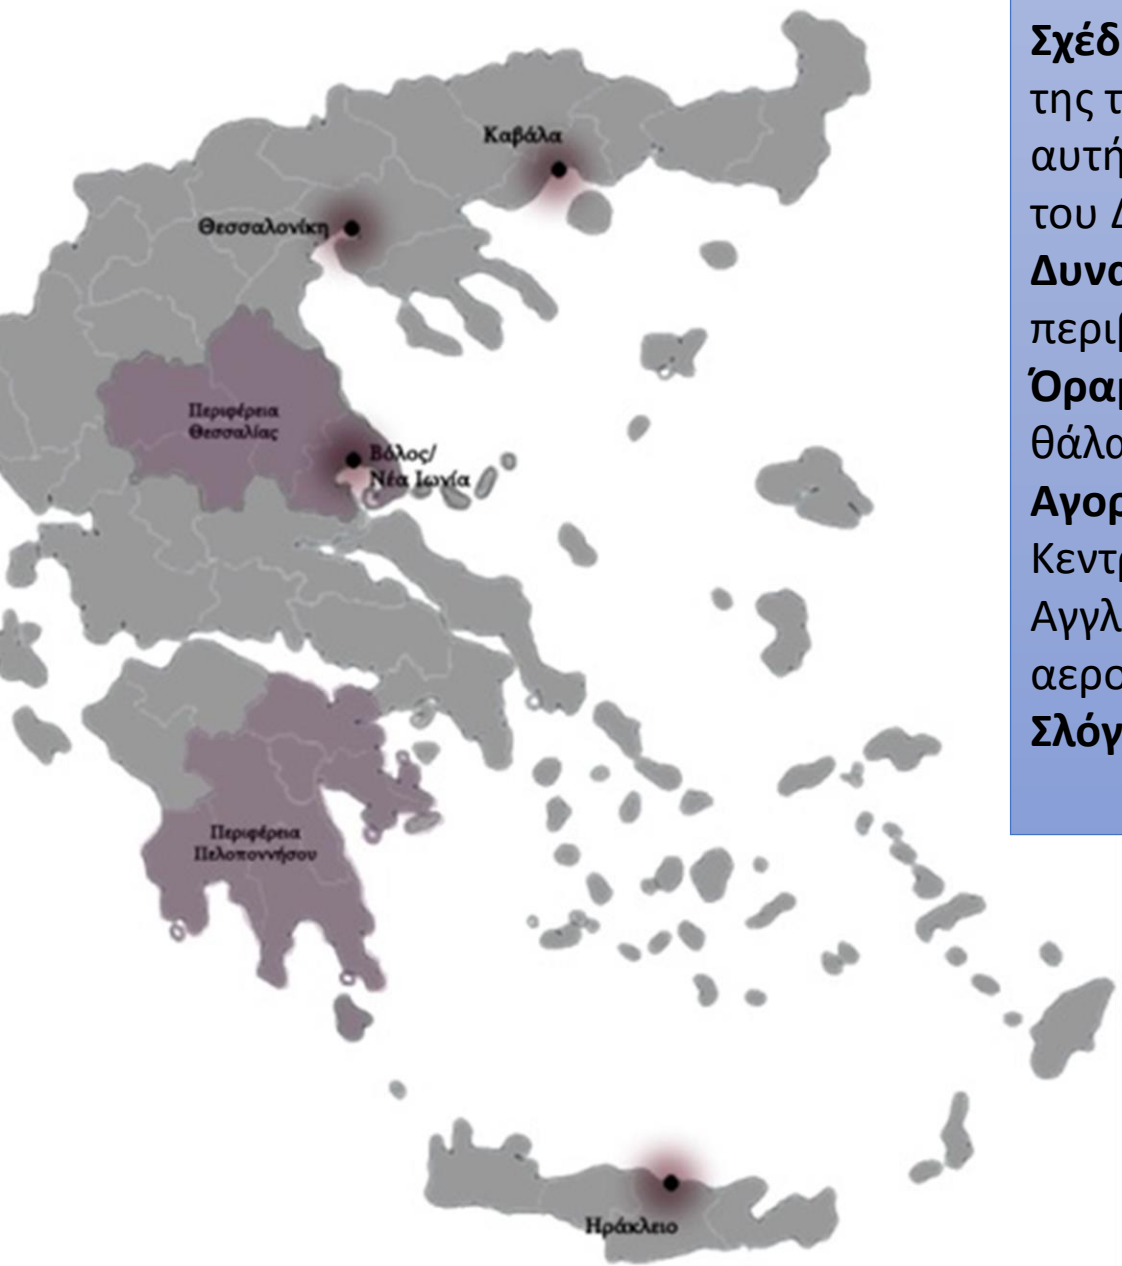 Καβάλα
Θεσσαλονίκη
Περιφέρεια
Θεσσαλίας
Βόλος/
Νέα Ιωνία
Περιφέρεια
Πελοποννήσου
Ηράκλειο
Σχέδ
της τ
αυτή
του
Δυνα
περιβ
Όραμ
θάλα
Αγορ
Κεντρ
Αγγλ
αερο
Σλόγ